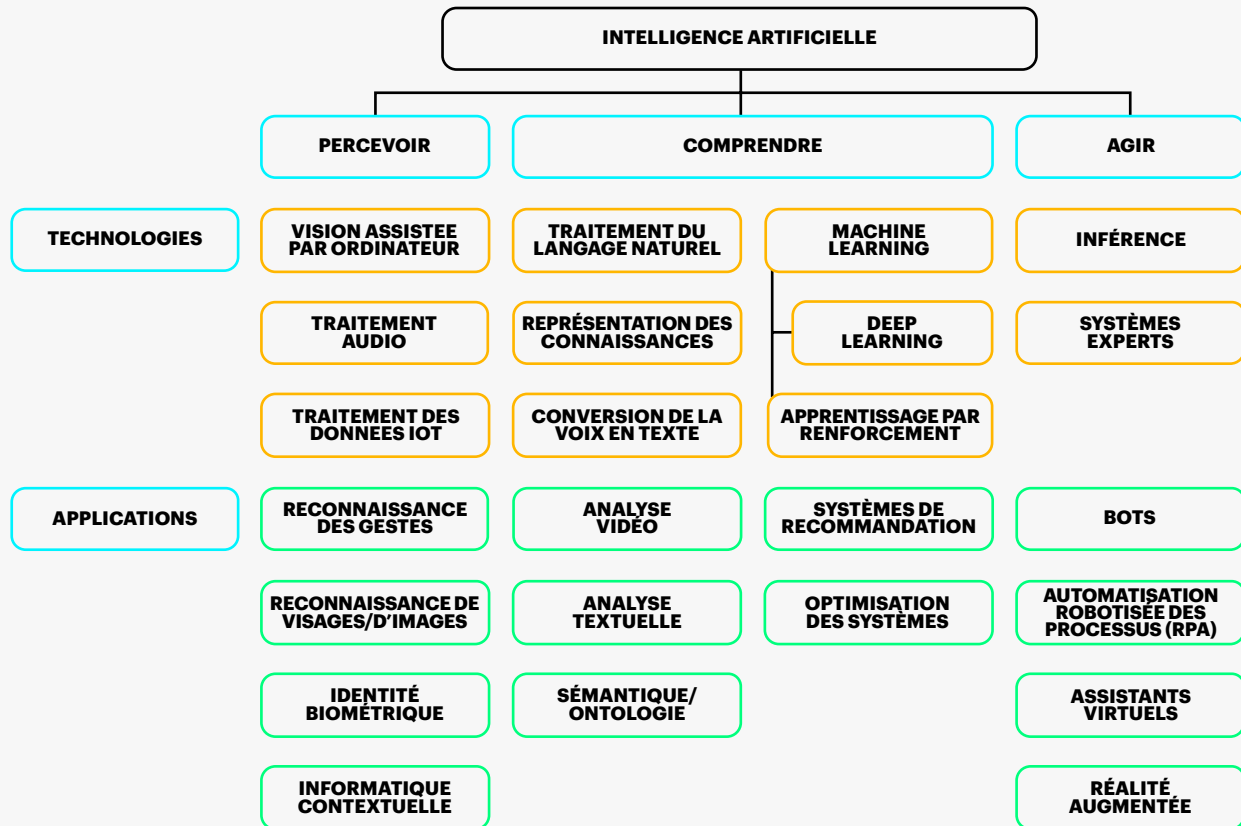 INTELLIGENCE ARTIFICIELLE
PERCEVOIR
COMPRENDRE
AGIR
TECHNOLOGIES
VISION ASSISTEE
PAR ORDINATEUR
TRAITEMENT DU
LANGAGE NATUREL
MACHINE
LEARNING
INFÉRENCE
TRAITEMENT
AUDIO
REPRÉSENTATION DES
CONNAISSANCES
DEEP
LEARNING
SYSTÈMES
EXPERTS
TRAITEMENT DES
DONNEES IOT
CONVERSION DE LA
VOIX EN TEXTE
APPRENTISSAGE PAR
RENFORCEMENT
APPLICATIONS
RECONNAISSANCE
DES GESTES
ANALYSE
VIDÉO
SYSTÈMES DE
RECOMMANDATION
BOTS
RECONNAISSANCE DE
VISAGES/D'IMAGES
ANALYSE
TEXTUELLE
OPTIMISATION
DES SYSTÈMES
AUTOMATISATION
ROBOTISÉE DES
PROCESSUS (RPA)
IDENTITÉ
BIOMÉTRIQUE
SÉMANTIQUE/
ONTOLOGIE
ASSISTANTS
VIRTUELS
INFORMATIQUE
CONTEXTUELLE
RÉALITÉ
AUGMENTÉE